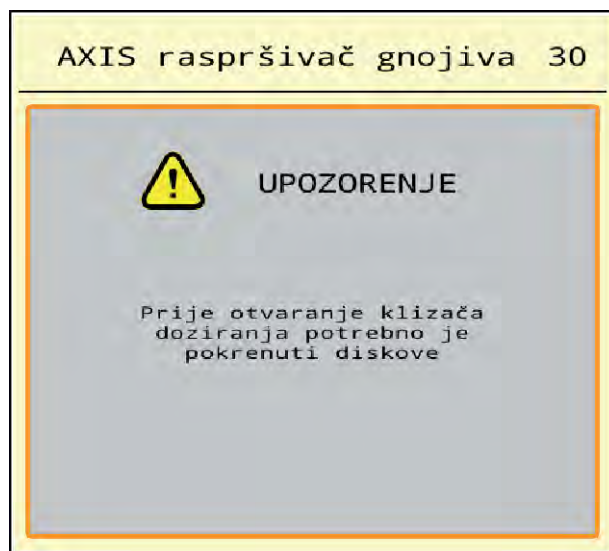 AXIS raspršivač gnojiva 30
UPOZORENJE
Prije otvaranje klizača
doziranja potrebno je
pokrenuti diskove